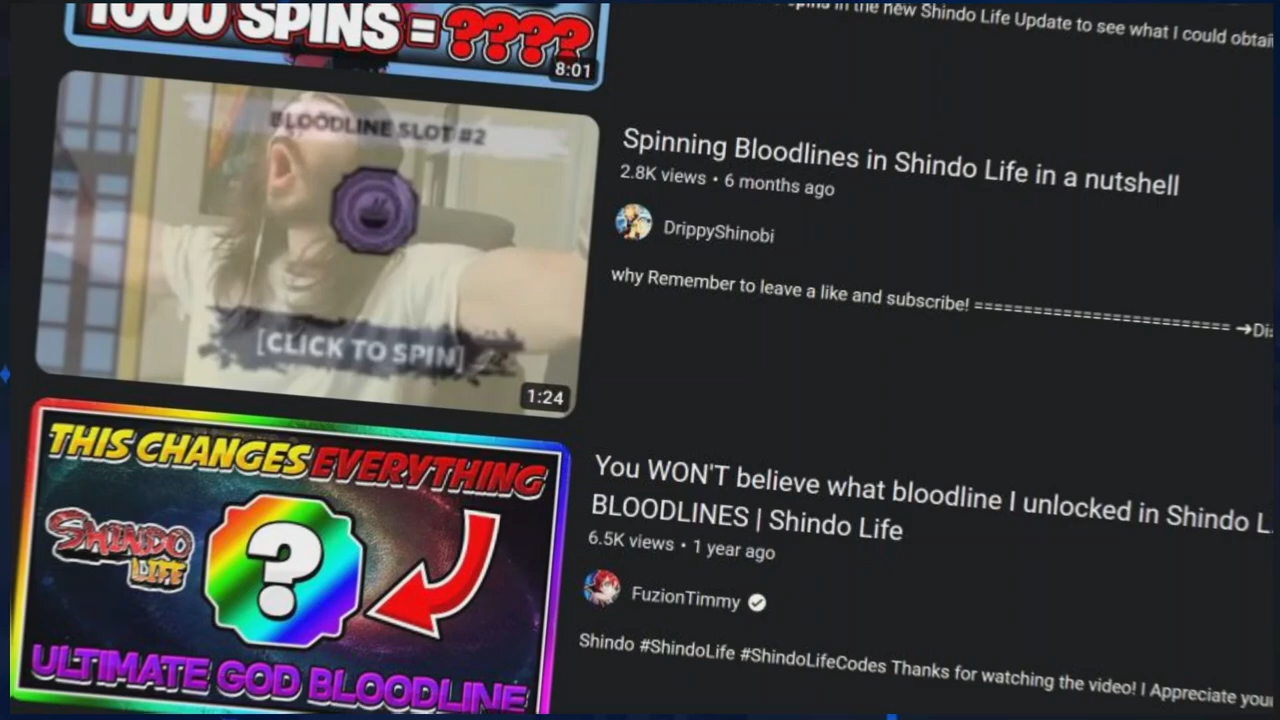 1000 SPINS = ????
8:01
spins in the new Shindo Life Update to see what I could obtain
BLOODLINE SLOT #2
[CLICK TO SPIN]
1:24
Spinning Bloodlines in Shindo Life in a nutshell
2.8K views • 6 months ago
DrippyShinobi
why Remember to leave a like and subscribe! ========================== ➔Dis
THIS CHANGES EVERYTHING
SHINDO
LIFE
?
ULTIMATE GOD BLOODLINE
You WON'T believe what bloodline I unlocked in Shindo L
BLOODLINES | Shindo Life
6.5K views • 1 year ago
FuzionTimmy
Shindo #ShindoLife #ShindoLifeCodes Thanks for watching the video! I Appreciate your